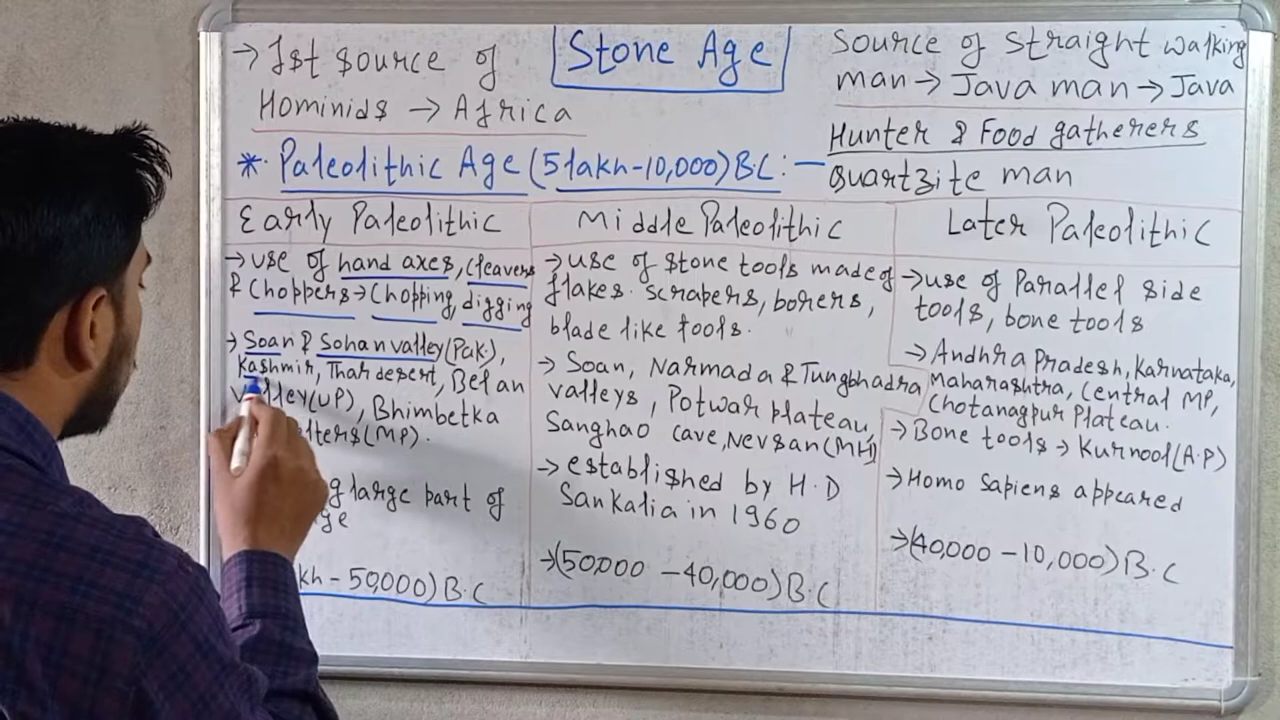 Stone Age
→ 1st source of
Hominids → Africa
Source of straight walking
man → Java man → Java
Hunter & Food gatherers
Quartzite man
* Paleolithic Age (5 lakh-10,000) B.C: —
Early Paleolithic
→ use of hand axes, cleavers
& Choppers → Chopping, digging
→ Soan & Sohan valley (Pak.),
Kashmir, Thar desert, Belan
valley (UP), Bhimbetka
(MP).
large part of
- 50,000) B.C
Middle Paleolithic
→ use of stone tools made of
flakes. scrapers, borers,
blade like tools.
→ Soan, Narmada & Tungbhadra
valleys, Potwar plateau,
Sanghao cave, Nevsan (MH)
→ established by H.D
Sankalia in 1960
→ (50,000 - 40,000) B.C
Later Paleolithic
→ use of Parallel side
tools, bone tools
→ Andhra Pradesh, Karnataka,
Maharashtra, Central MP,
Chotanagpur Plateau.
→ Bone tools → Kurnool (A.P)
→ Homo Sapiens appeared
→ (40,000 - 10,000) B.C